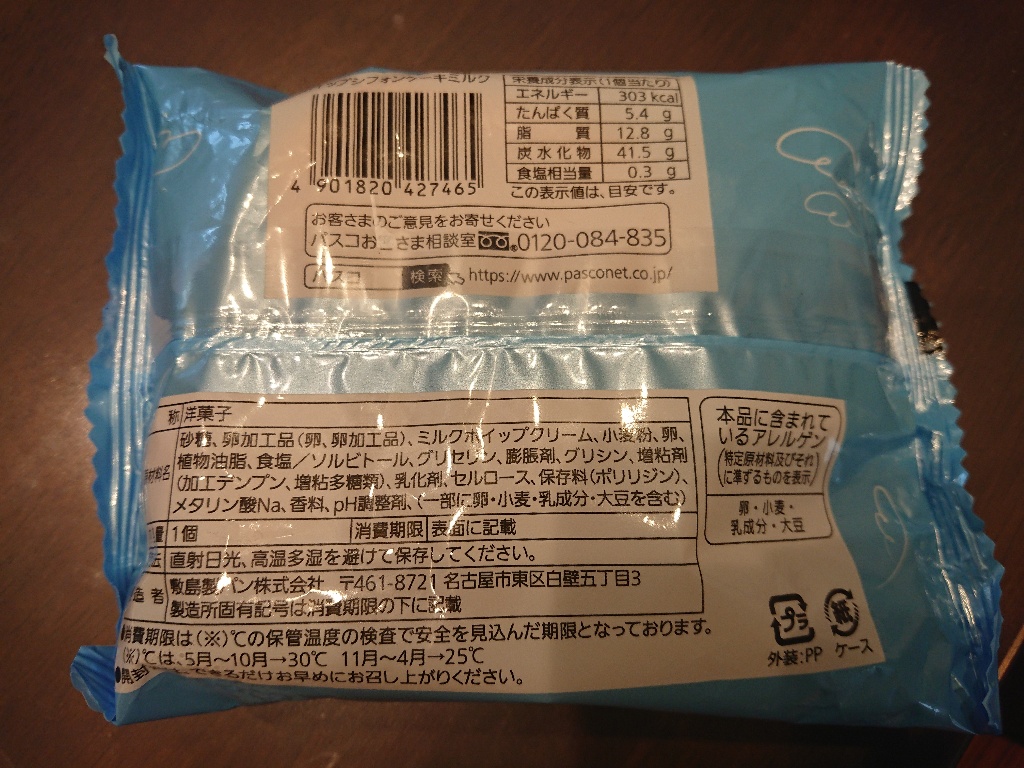 シフォンケーキミルク
4 901820 427465
栄養成分表示(1個当たり)
エネルギー 303 kcal
たんぱく質 5.4 g
脂質 12.8 g
炭水化物 41.5 g
食塩相当量 0.3 g
この表示値は、目安です。
お客さまのご意見をお寄せください
パスコお客さま相談室 0120-084-835
パスコ 検索 https://www.pasconet.co.jp/
称 洋菓子
原材料名 砂糖、卵加工品(卵、卵加工品)、ミルクホイップクリーム、小麦粉、卵、
植物油脂、食塩/ソルビトール、グリセリン、膨脹剤、グリシン、増粘剤
(加工デンプン、増粘多糖類)、乳化剤、セルロース、保存料(ポリリジン)、
メタリン酸Na、香料、pH調整剤、(一部に卵・小麦・乳成分・大豆を含む)
量 1個 消費期限 表面に記載
法 直射日光、高温多湿を避けて保存してください。
造者 敷島製パン株式会社 〒461-8721 名古屋市東区白壁五丁目3
製造所固有記号は消費期限の下に記載
●消費期限は(※)℃での保管温度の検査で安全を見込んだ期限となっております。
(※)℃は、5月~10月→30℃ 11月~4月→25℃
●開封 できるだけお早めにお召し上がりください。
本品に含まれて
いるアレルゲン
(特定原材料及びそれ
に準ずるものを表示)
卵・小麦・
乳成分・大豆
プラ
紙
外装:PP ケース